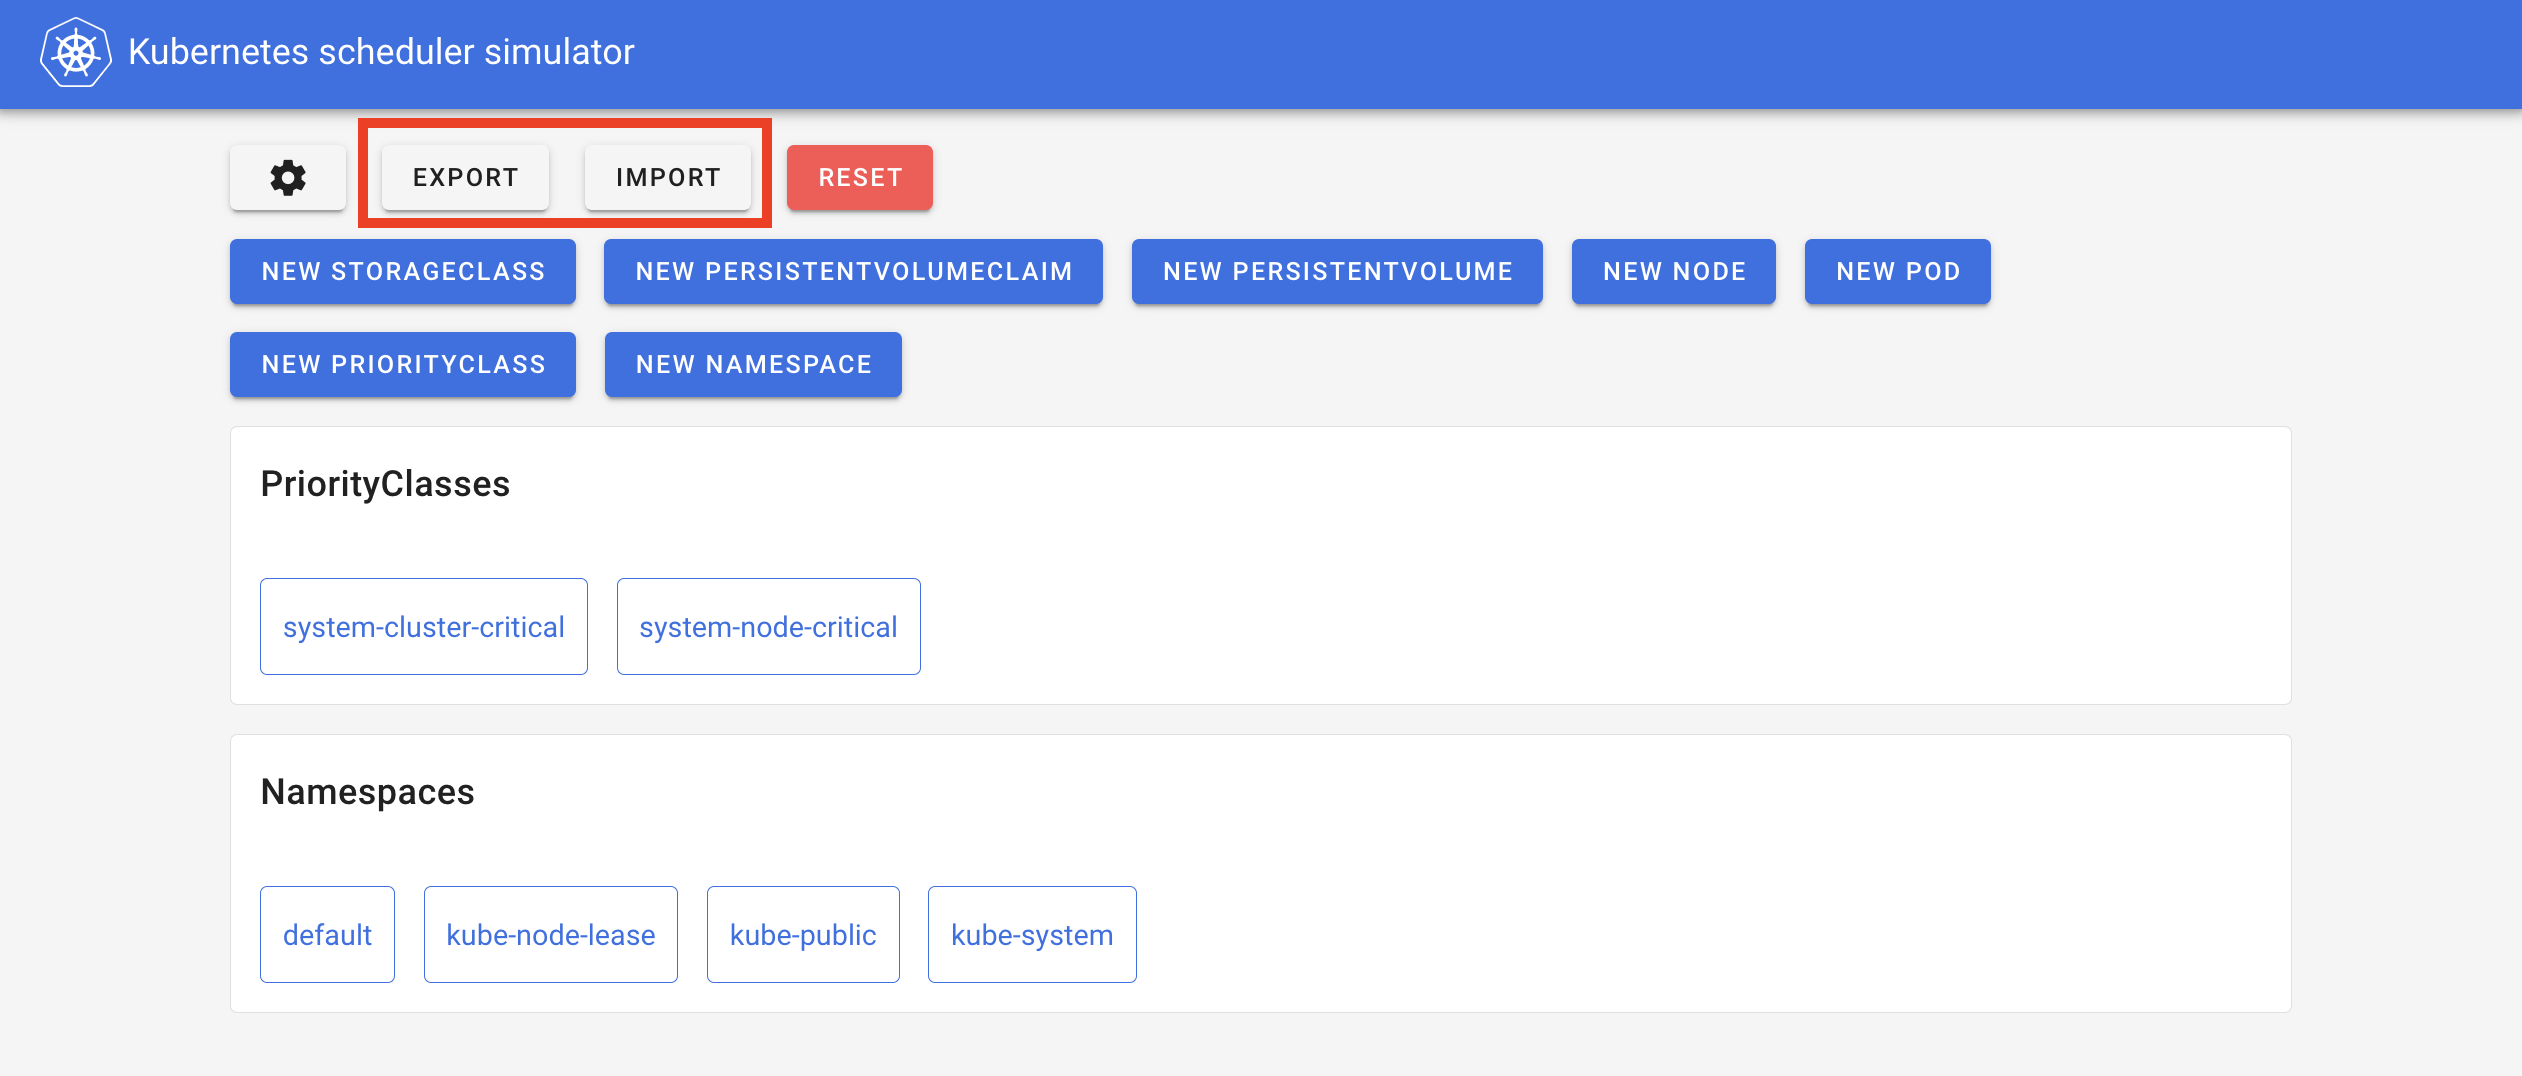 Kubernetes scheduler simulator
EXPORT IMPORT RESET
NEW STORAGECLASS NEW PERSISTENTVOLUMECLAIM NEW PERSISTENTVOLUME NEW NODE NEW POD
NEW PRIORITYCLASS NEW NAMESPACE
PriorityClasses
system-cluster-critical system-node-critical
Namespaces
default kube-node-lease kube-public kube-system